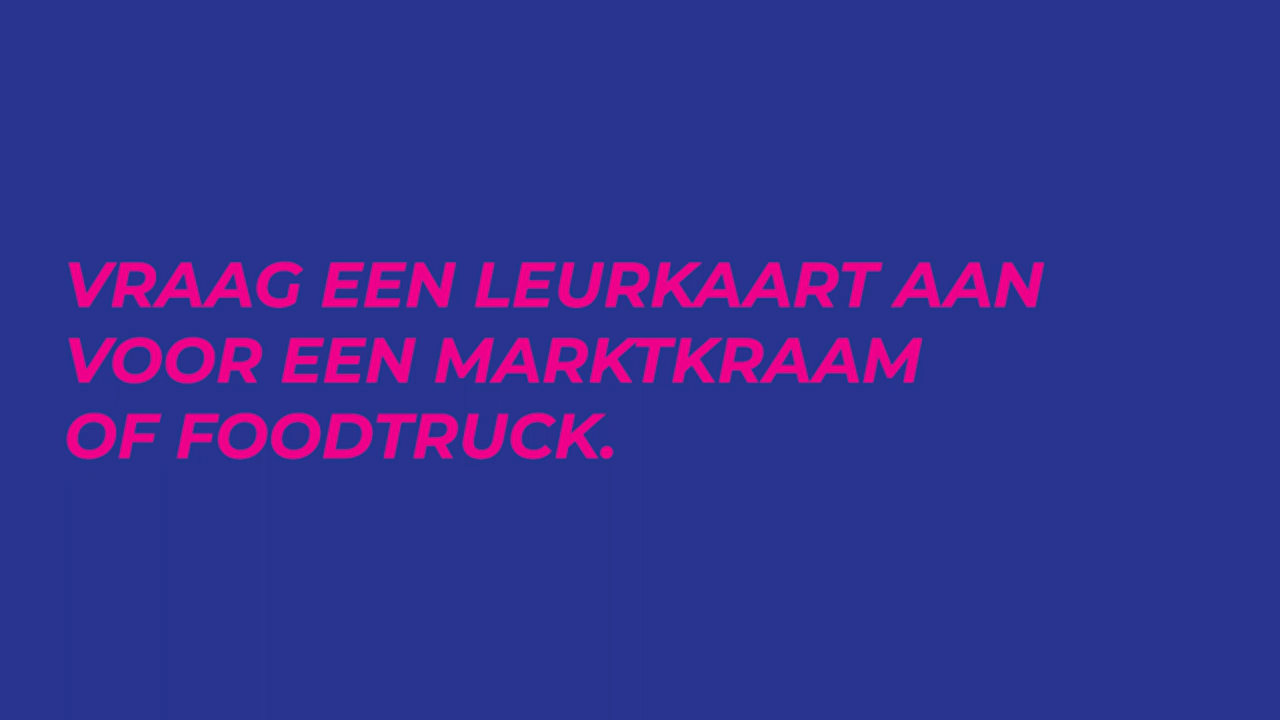 VRAAG EEN LEURKAART AAN
VOOR EEN MARKTKRAAM
OF FOODTRUCK.